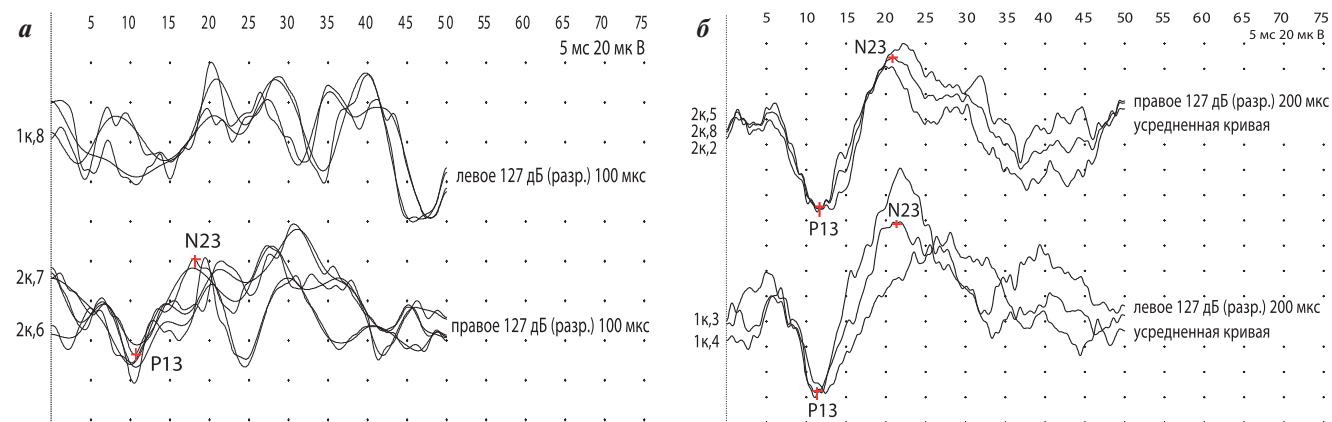 а
5 10 15 20 25 30 35 40 45 50 55 60 65 70 75
5 мс 20 мк В
1к,8
левое 127 дБ (разр.) 100 мкс
N23
2к,7
2к,6
правое 127 дБ (разр.) 100 мкс
P13
б
5 10 15 20 25 30 35 40 45 50 55 60 65 70 75
5 мс 20 мк В
N23
2к,5
2к,8
2к,2
правое 127 дБ (разр.) 200 мкс
усредненная кривая
P13
N23
1к,3
1к,4
левое 127 дБ (разр.) 200 мкс
усредненная кривая
P13